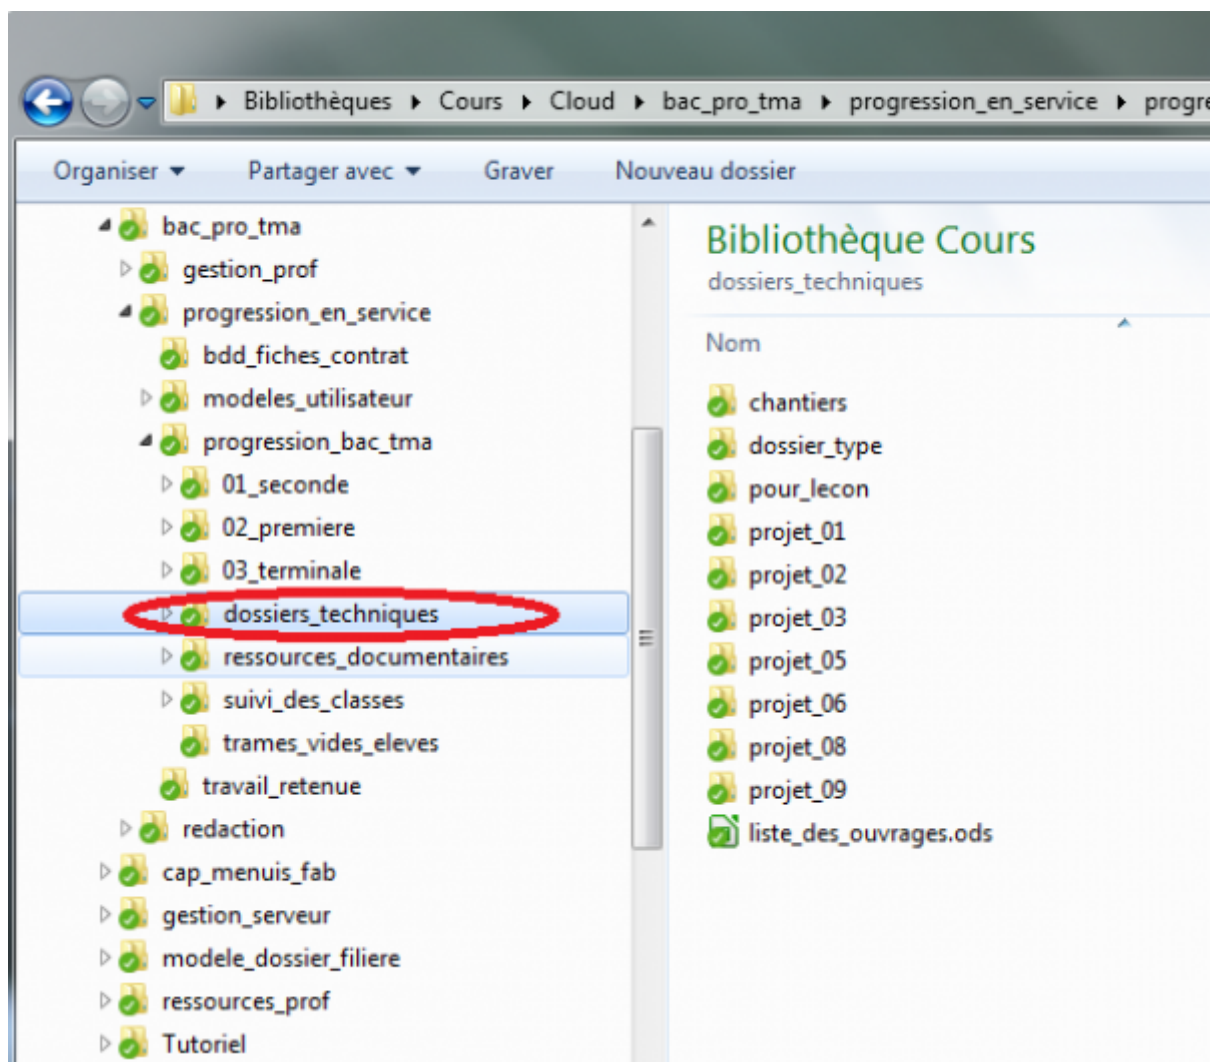 Bibliothèques Cours Cloud bac_pro_tma progression_en_service progre
Organiser Partager avec Graver Nouveau dossier
bac_pro_tma
gestion_prof
progression_en_service
bdd_fiches_contrat
modeles_utilisateur
progression_bac_tma
01_seconde
02_premiere
03_terminale
dossiers_techniques
ressources_documentaires
suivi_des_classes
trames_vides_eleves
travail_retenue
redaction
cap_menuis_fab
gestion_serveur
modele_dossier_filiere
ressources_prof
Tutoriel
Bibliothèque Cours
dossiers_techniques
Nom
chantiers
dossier_type
pour_lecon
projet_01
projet_02
projet_03
projet_05
projet_06
projet_08
projet_09
liste_des_ouvrages.ods